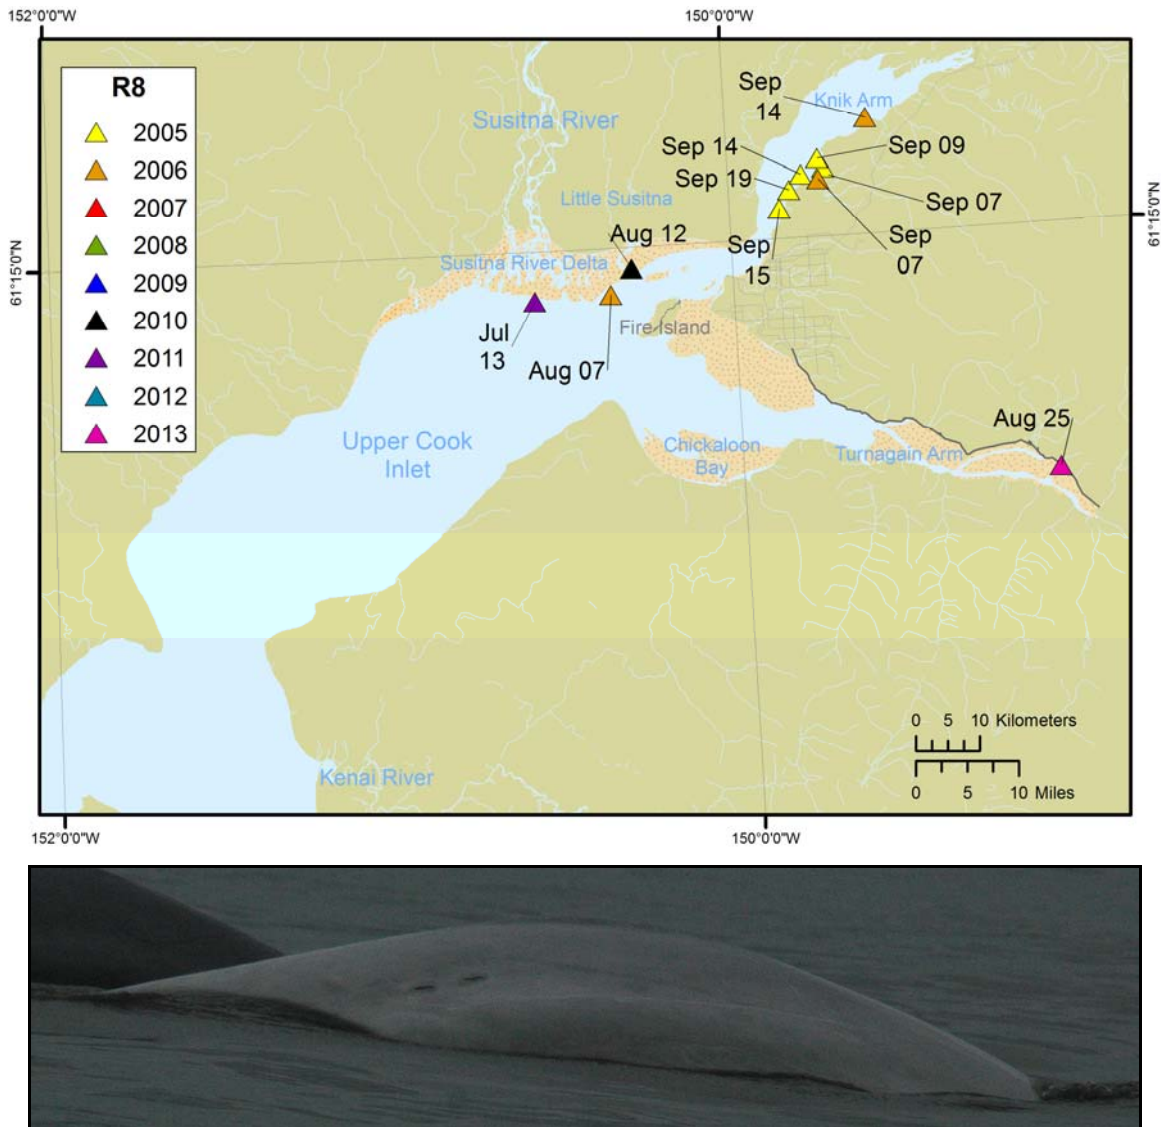 152°0'0"W
150°0'0"W
R8
2005
2006
2007
2008
2009
2010
2011
2012
2013
Susitna River
Knik Arm
Sep
14
Sep 14
Sep 09
Sep 19
Sep 07
Little Susitna
Aug 12
Sep
15
Sep
07
61°15'0"N
61°15'0"N
Susitna River Delta
Jul
13
Fire Island
Aug 07
Upper Cook
Inlet
Chickaloon
Bay
Turnagain Arm
Aug 25
0 5 10 Kilometers
0 5 10 Miles
Kenai River
152°0'0"W
150°0'0"W